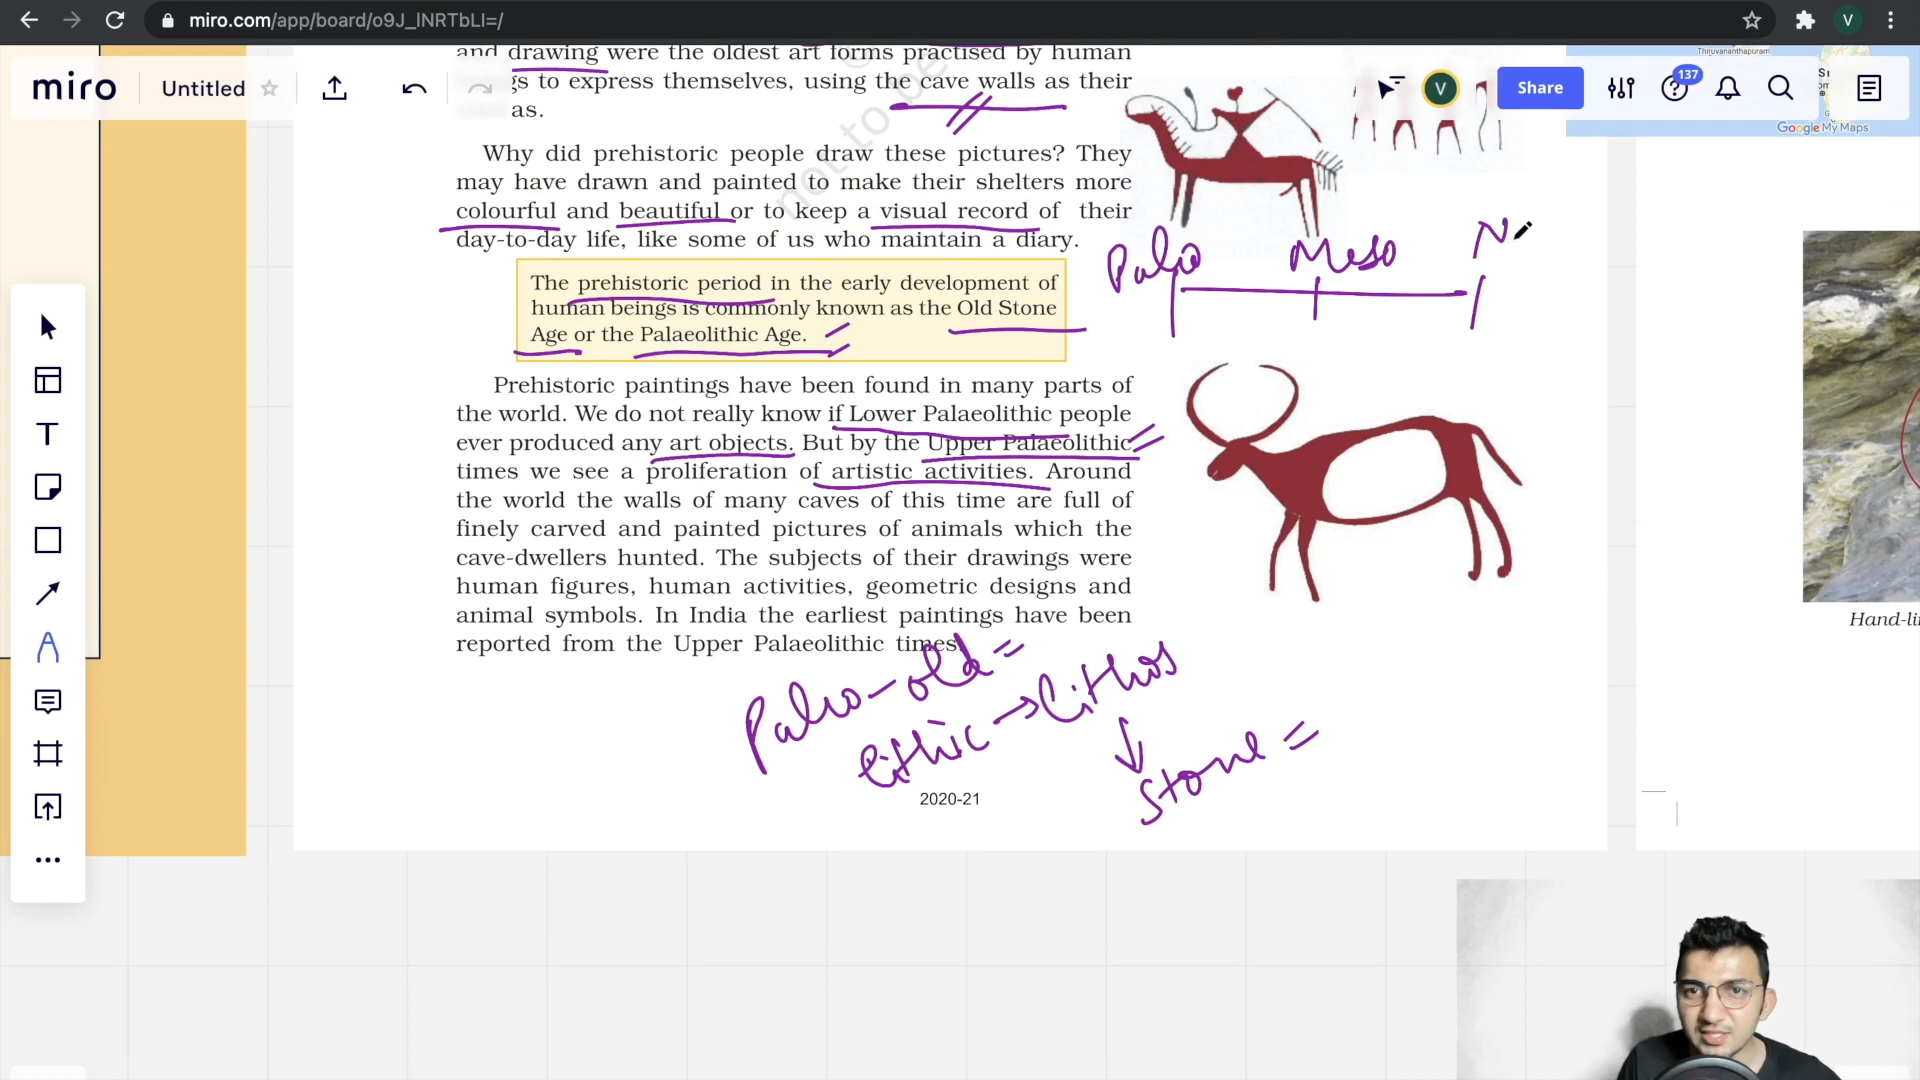 miro.com/app/board/o9J_lNRTbLI=/
V
miro
Untitled
V
Share
137
Thiruvananthapuram
Google My Maps
and drawing were the oldest art forms practised by human
gs to express themselves, using the cave walls as their
as.
not to be
Why did prehistoric people draw these pictures? They
may have drawn and painted to make their shelters more
colourful and beautiful or to keep a visual record of their
day-to-day life, like some of us who maintain a diary.
Paleo Meso N
The prehistoric period in the early development of
human beings is commonly known as the Old Stone
Age or the Palaeolithic Age.
Prehistoric paintings have been found in many parts of
the world. We do not really know if Lower Palaeolithic people
ever produced any art objects. But by the Upper Palaeolithic
times we see a proliferation of artistic activities. Around
the world the walls of many caves of this time are full of
finely carved and painted pictures of animals which the
cave-dwellers hunted. The subjects of their drawings were
human figures, human activities, geometric designs and
animal symbols. In India the earliest paintings have been
reported from the Upper Palaeolithic times.
Paleo - old =
lithic → lithos
↓
Stone =
2020-21
Hand-li